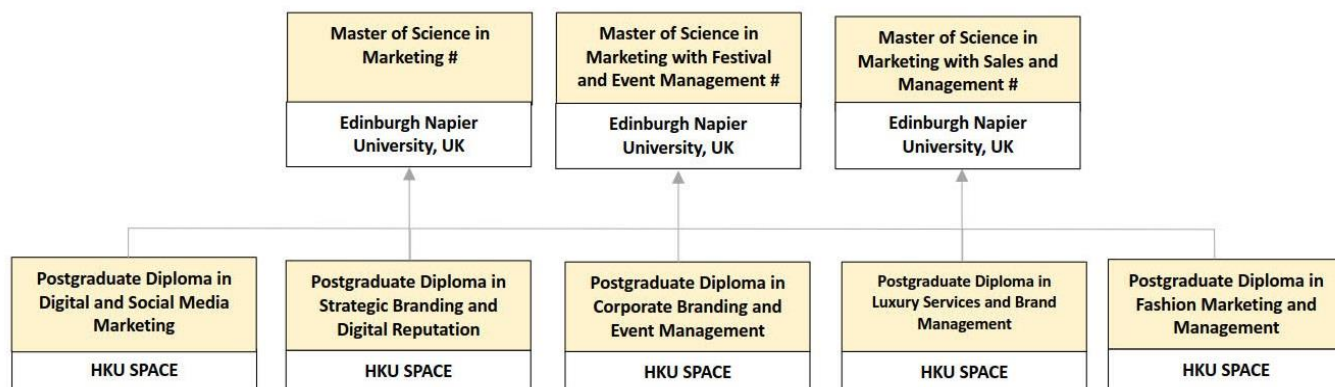 Master of Science in
Marketing #
Edinburgh Napier
University, UK
Master of Science in
Marketing with Festival
and Event Management #
Edinburgh Napier
University, UK
Master of Science in
Marketing with Sales and
Management #
Edinburgh Napier
University, UK
Postgraduate Diploma in
Digital and Social Media
Marketing
HKU SPACE
Postgraduate Diploma in
Strategic Branding and
Digital Reputation
HKU SPACE
Postgraduate Diploma in
Corporate Branding and
Event Management
HKU SPACE
Postgraduate Diploma in
Luxury Services and Brand
Management
HKU SPACE
Postgraduate Diploma in
Fashion Marketing and
Management
HKU SPACE